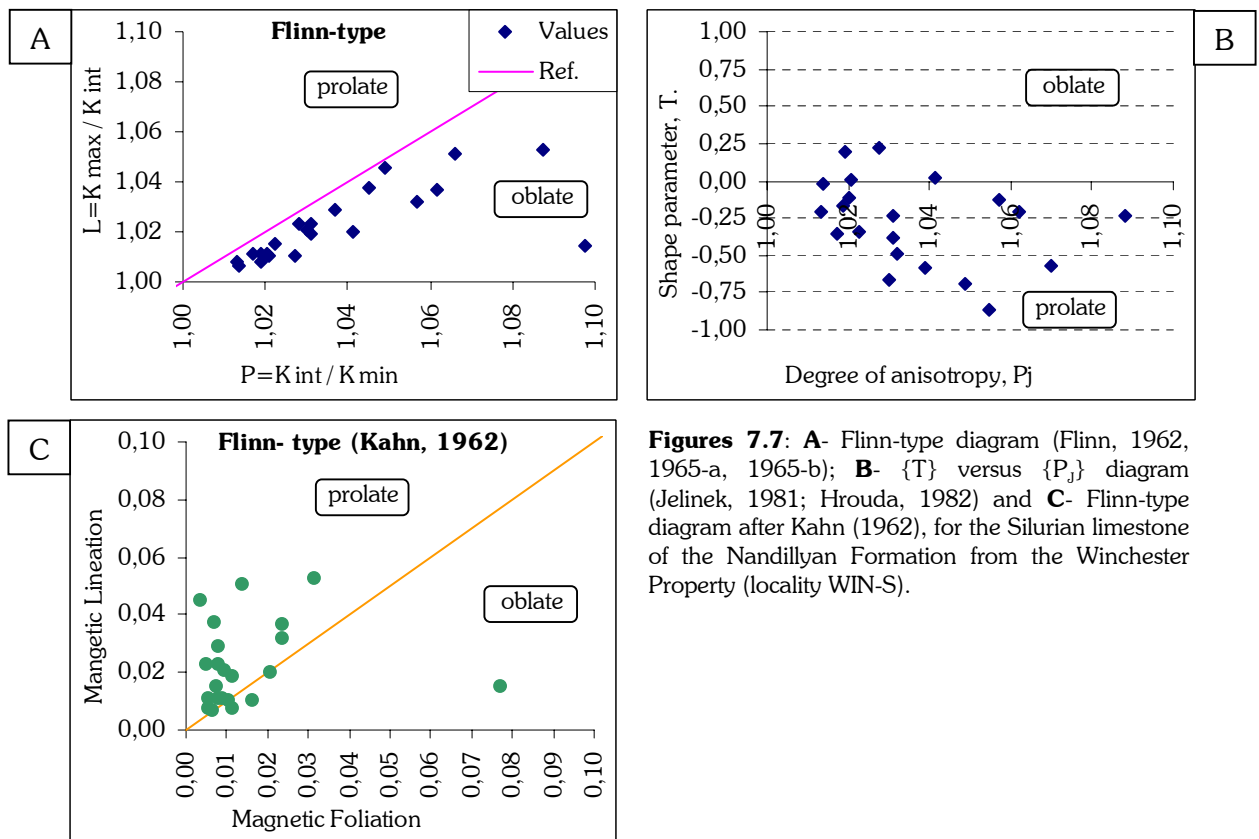 A
Flinn-type
Values
Ref.
prolate
oblate
L=K max / K int
1,10
1,08
1,06
1,04
1,02
1,00
1,00
1,02
1,04
1,06
1,08
1,10
P=K int / K min
B
Shape parameter, T.
1,00
0,75
0,50
0,25
0,00
-0,25
-0,50
-0,75
-1,00
oblate
prolate
1,00
1,02
1,04
1,06
1,08
1,10
Degree of anisotropy, Pj
C
Flinn- type (Kahn, 1962)
prolate
oblate
Mangetic Lineation
0,10
0,08
0,06
0,04
0,02
0,00
0,00
0,01
0,02
0,03
0,04
0,05
0,06
0,07
0,08
0,09
0,10
Magnetic Foliation
Figures 7.7: A- Flinn-type diagram (Flinn, 1962,
1965-a, 1965-b); B- {T} versus {PJ} diagram
(Jelinek, 1981; Hrouda, 1982) and C- Flinn-type
diagram after Kahn (1962), for the Silurian limestone
of the Nandillyan Formation from the Winchester
Property (locality WIN-S).